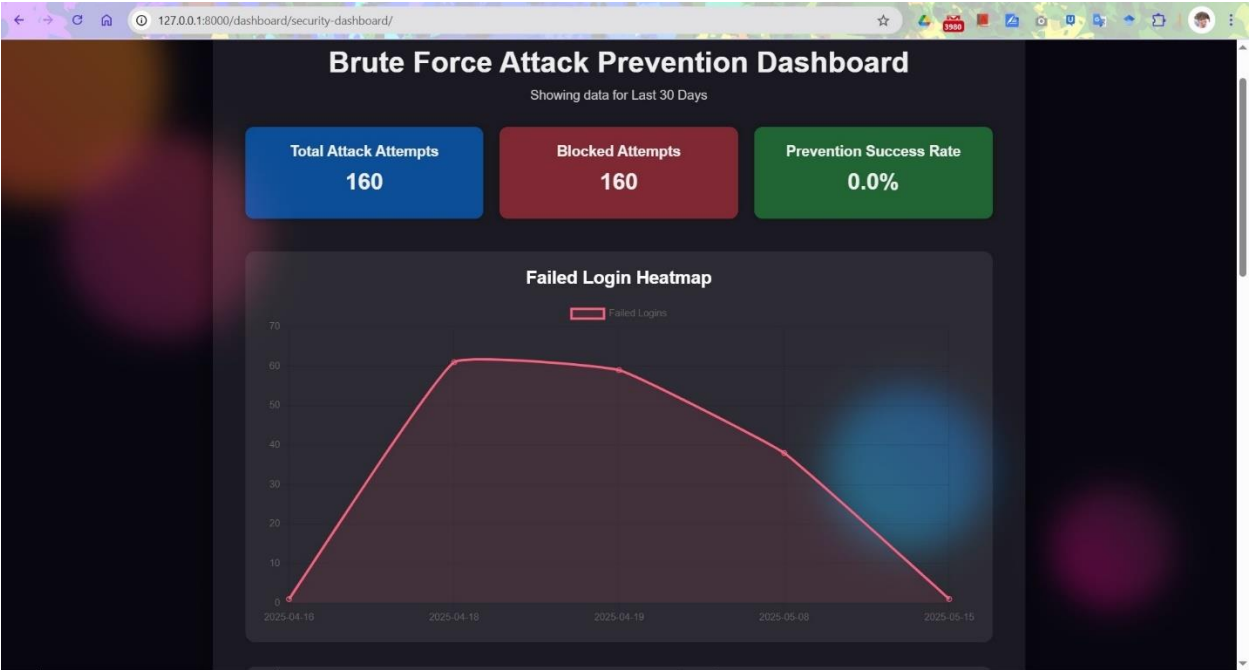 127.0.0.1:8000/dashboard/security-dashboard/
3980
Brute Force Attack Prevention Dashboard
Showing data for Last 30 Days
Total Attack Attempts
160
Blocked Attempts
160
Prevention Success Rate
0.0%
Failed Login Heatmap
Failed Logins
70
60
50
40
30
20
10
0
2025-04-16
2025-04-18
2025-04-19
2025-05-08
2025-05-15